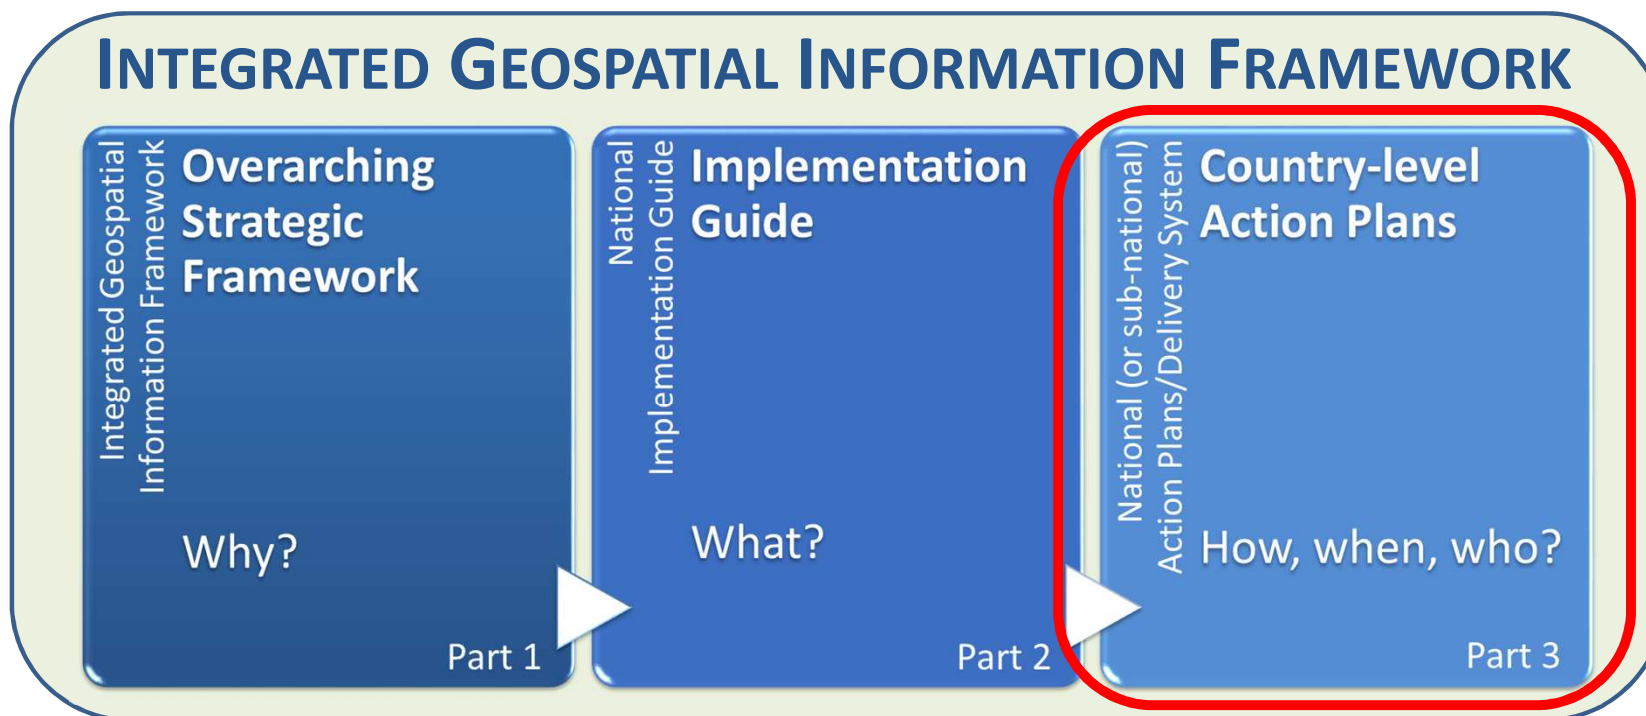 INTEGRATED GEOSPATIAL INFORMATION FRAMEWORK
Integrated Geospatial
Information Framework
Overarching
Strategic
Framework
Why?
Part 1
National
Implementation Guide
Implementation
Guide
What?
Part 2
National (or sub-national)
Action Plans/Delivery System
Country-level
Action Plans
How, when, who?
Part 3